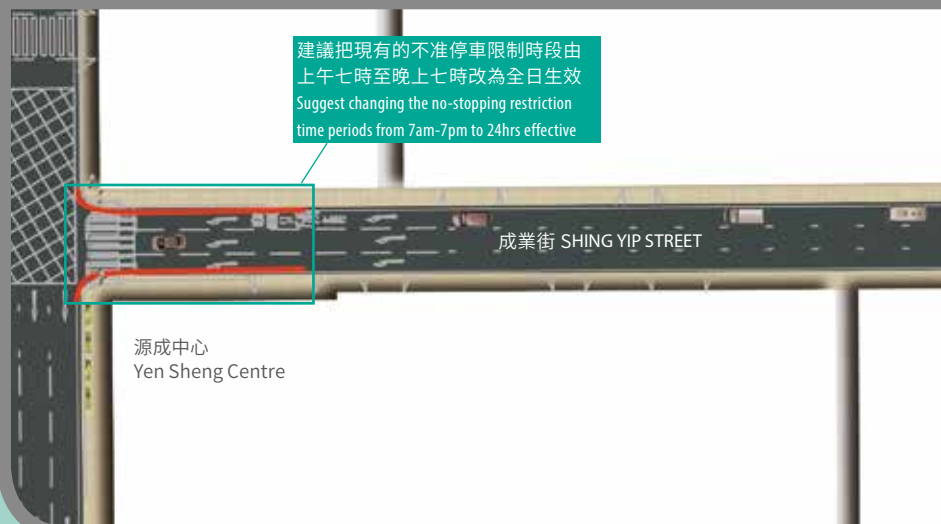 建議把現有的不准停車限制時段由
上午七時至晚上七時改為全日生效
Suggest changing the no-stopping restriction
time periods from 7am-7pm to 24hrs effective
成業街 SHING YIP STREET
源成中心
Yen Sheng Centre